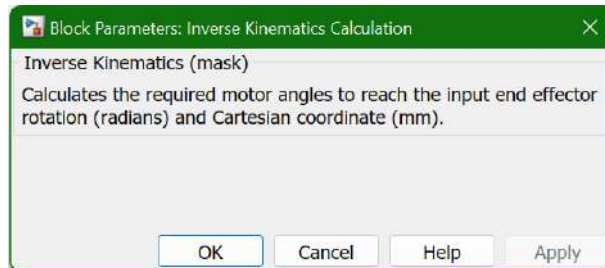 Block Parameters: Inverse Kinematics Calculation
Inverse Kinematics (mask)
Calculates the required motor angles to reach the input end effector
rotation (radians) and Cartesian coordinate (mm).
OK Cancel Help Apply